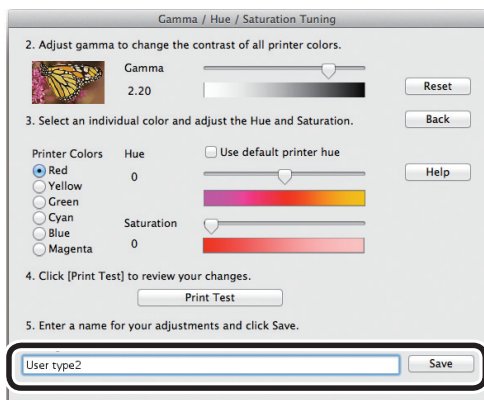 Gamma / Hue / Saturation Tuning
2. Adjust gamma to change the contrast of all printer colors.
Gamma
2.20
Reset
3. Select an individual color and adjust the Hue and Saturation.
Back
Printer Colors
Hue
Use default printer hue
Red
0
Help
Yellow
Green
Cyan
Saturation
Blue
0
Magenta
4. Click [Print Test] to review your changes.
Print Test
5. Enter a name for your adjustments and click Save.
User type2
Save